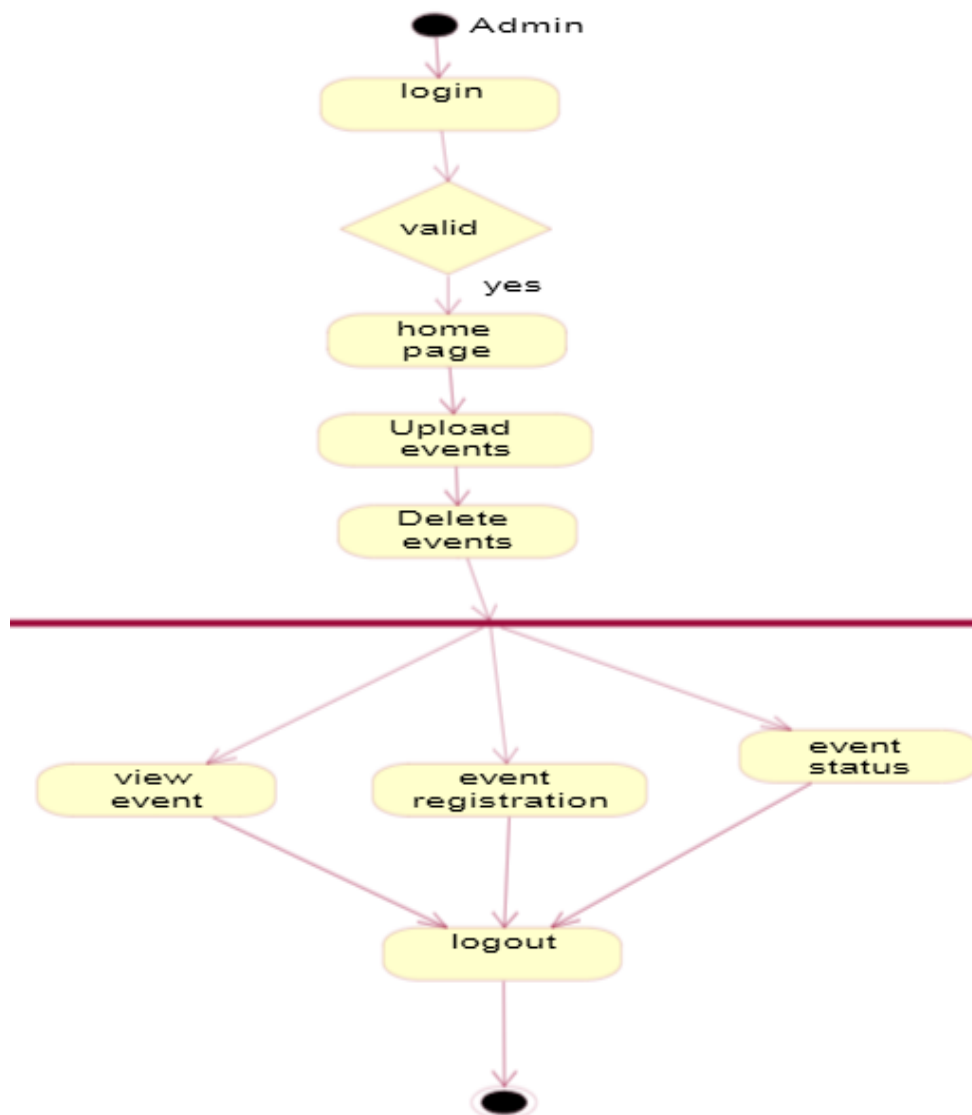 Admin
login
valid
yes
home
page
Upload
events
Delete
events
view
event
event
registration
event
status
logout